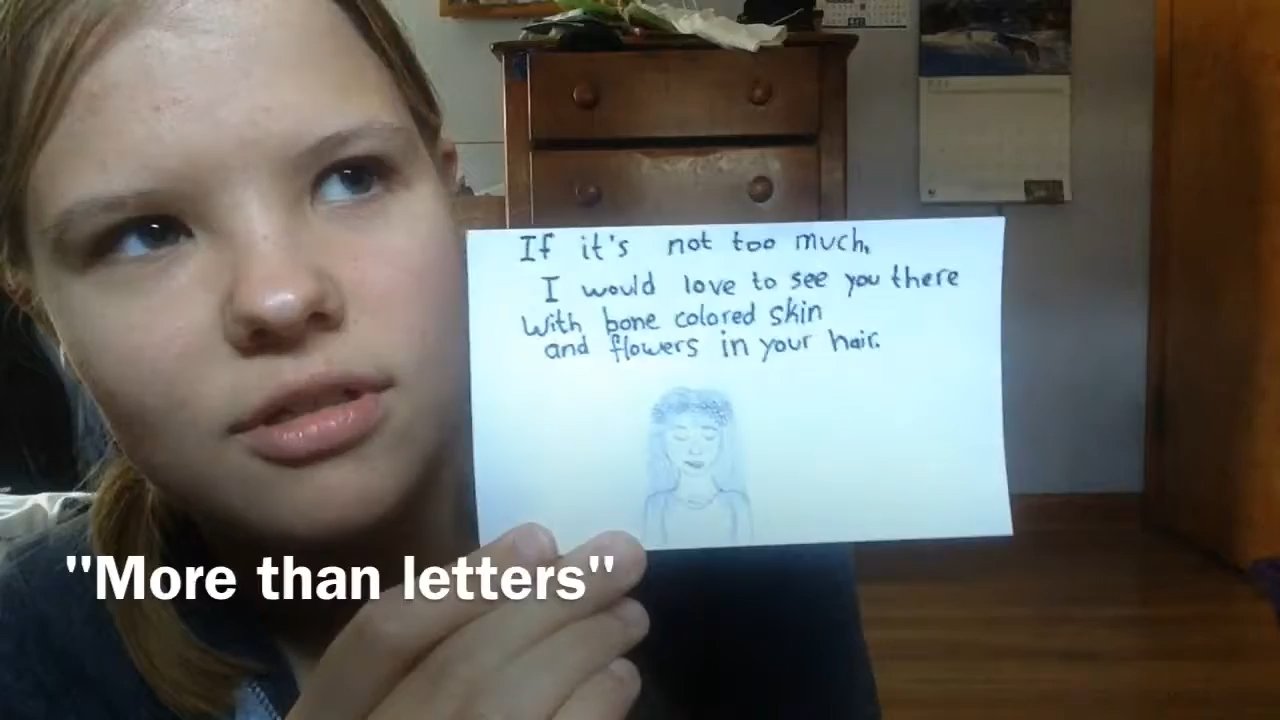 If it's not too much,
I would love to see you there
With bone colored skin
and flowers in your hair.
"More than letters"